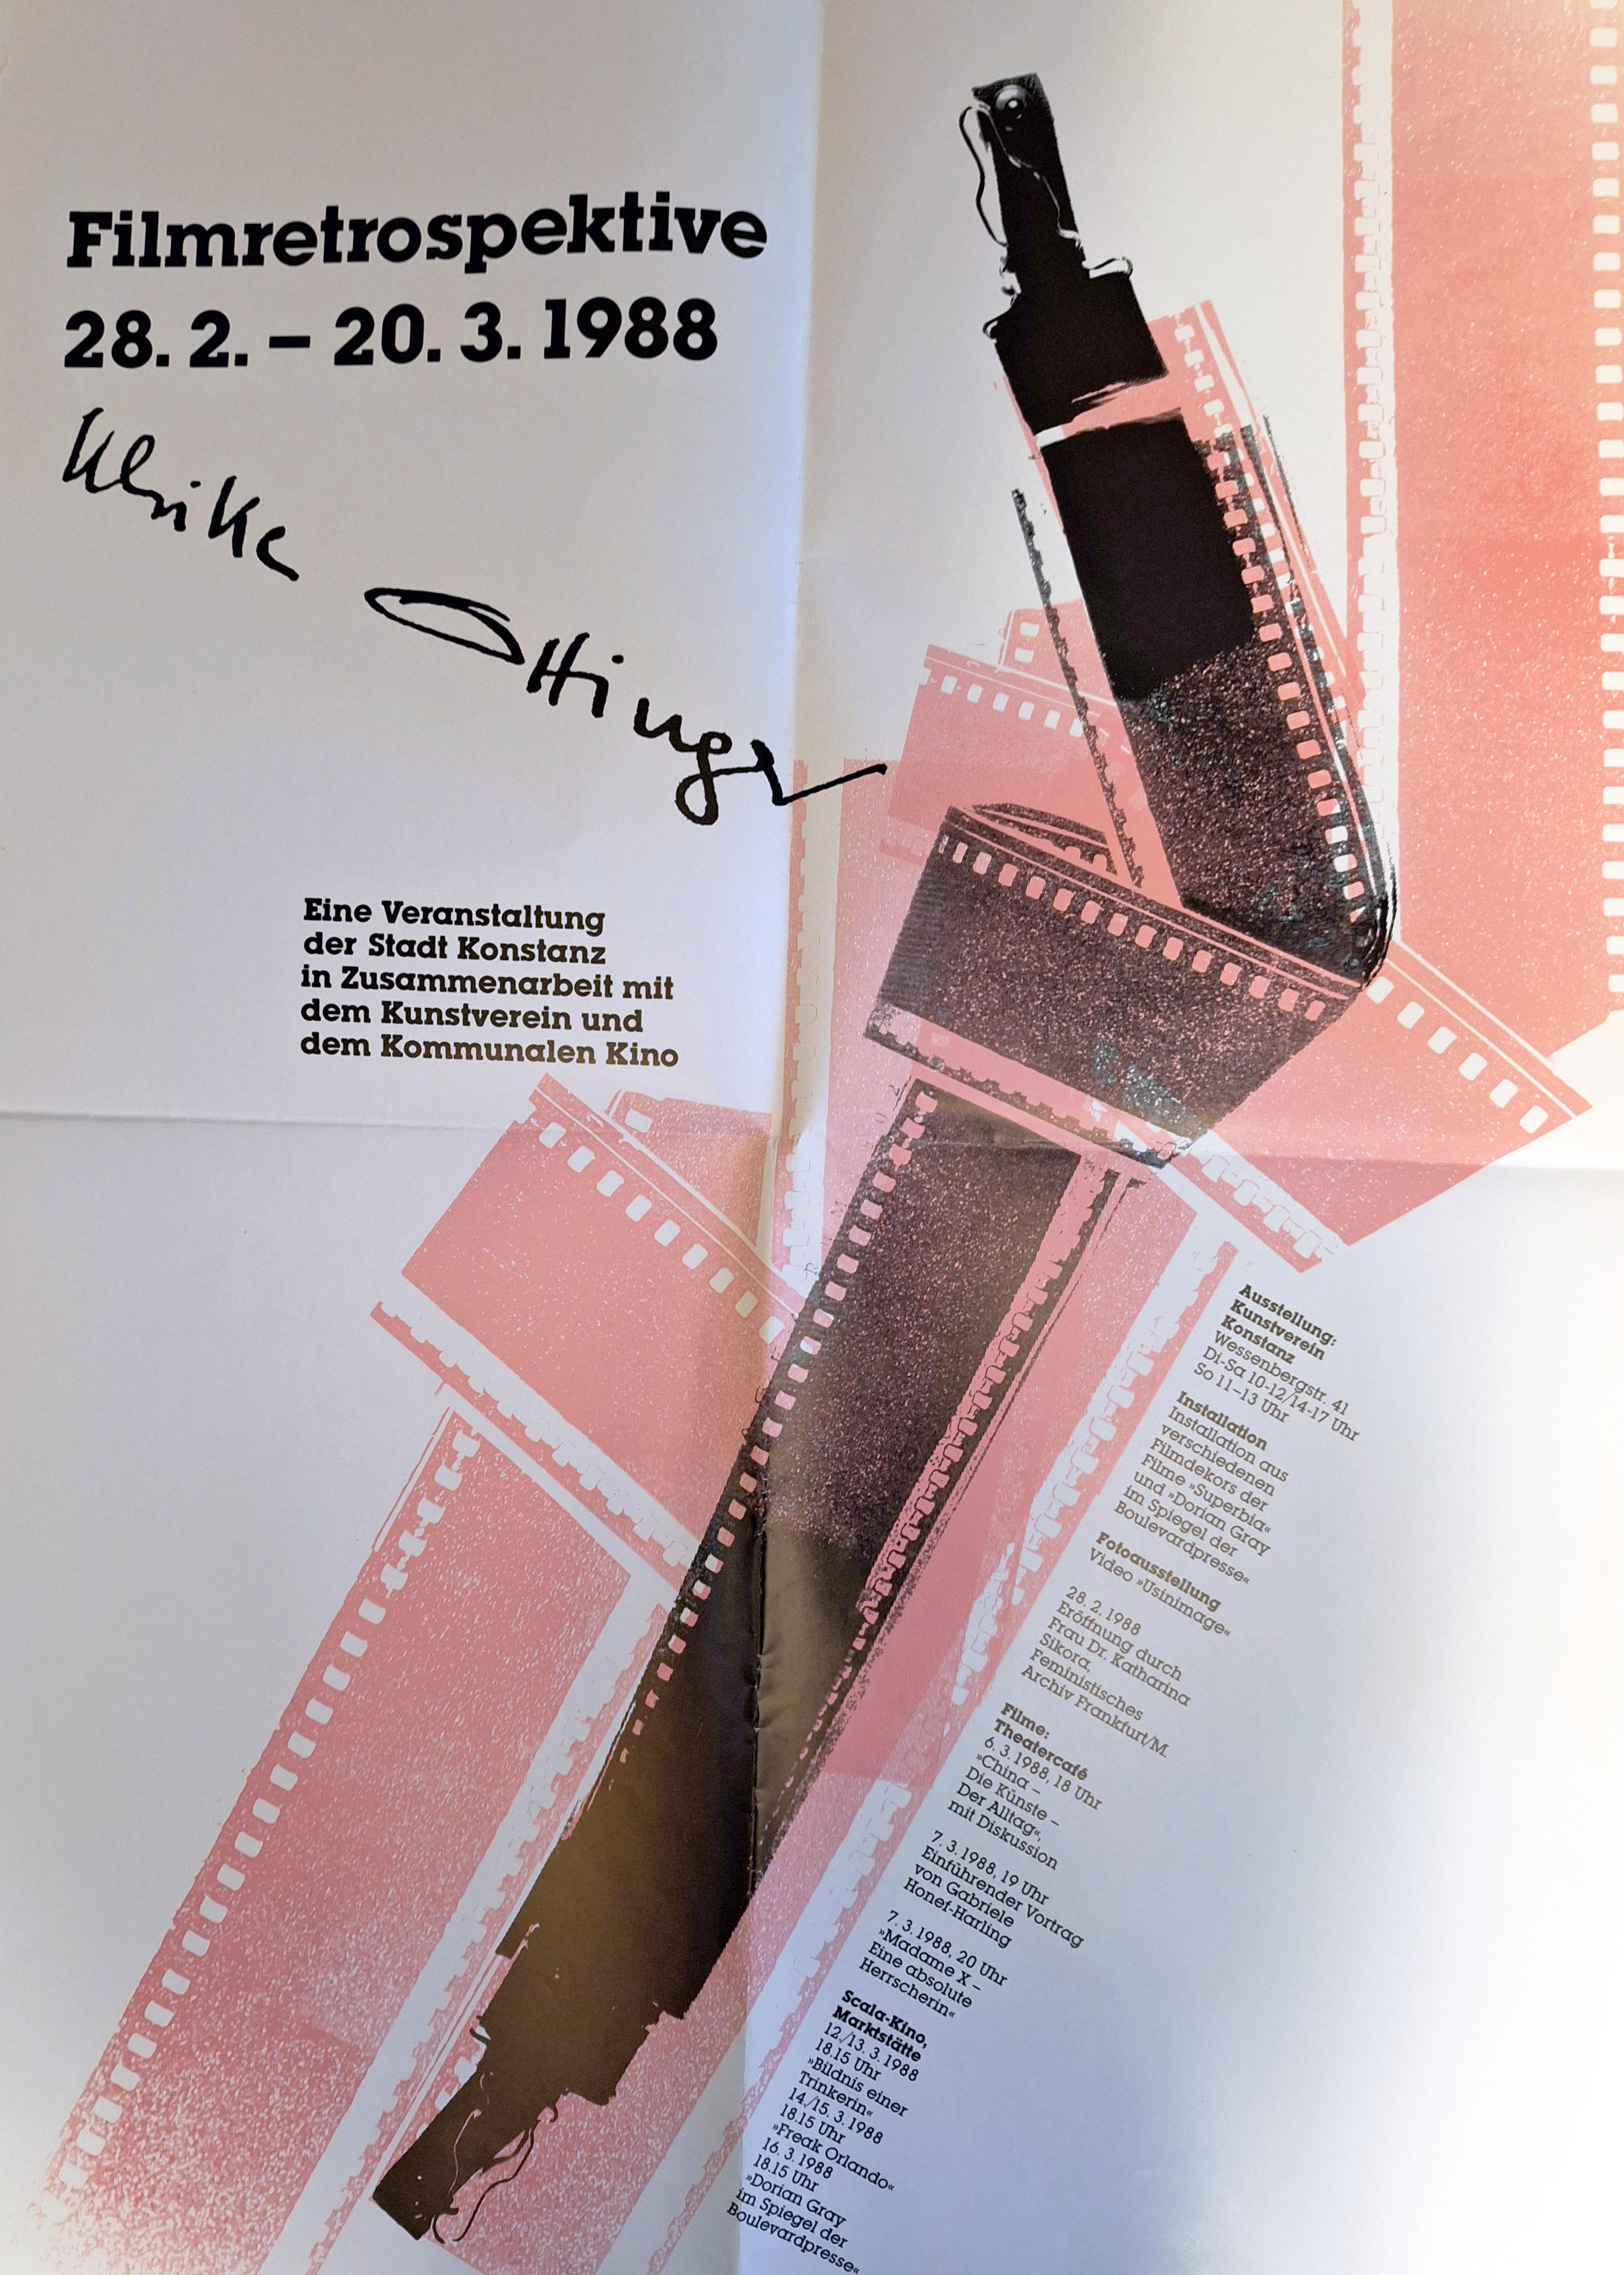 Filmretrospektive
28. 2. – 20. 3. 1988
Ulrike Ottinger
Eine Veranstaltung
der Stadt Konstanz
in Zusammenarbeit mit
dem Kunstverein und
dem Kommunalen Kino
Ausstellung:
Kunstverein
Konstanz
Wessenbergstr. 41
Di-Sa 10-12/14-17 Uhr
So 11–13 Uhr
Installation
Installation aus
verschiedenen
Filmdekors der
Filme »Superbia«
und »Dorian Gray
im Spiegel der
Boulevardpresse«
Fotoausstellung
Video »Usinimage«
28. 2. 1988
Eröffnung durch
Frau Dr. Katharina
Sikora,
Feministisches
Archiv Frankfurt/M.
Filme:
Theatercafé
6. 3. 1988, 18 Uhr
»China –
Die Künste –
Der Alltag«,
mit Diskussion
7. 3. 1988, 19 Uhr
Einführender Vortrag
von Gabriele
Honef-Harling
7. 3. 1988, 20 Uhr
»Madame X –
Eine absolute
Herrscherin«
Scala-Kino,
Marktstätte
12./13. 3. 1988
18.15 Uhr
»Bildnis einer
Trinkerin«
14./15. 3. 1988
18.15 Uhr
»Freak Orlando«
16. 3. 1988
18.15 Uhr
»Dorian Gray
im Spiegel der
Boulevardpresse«